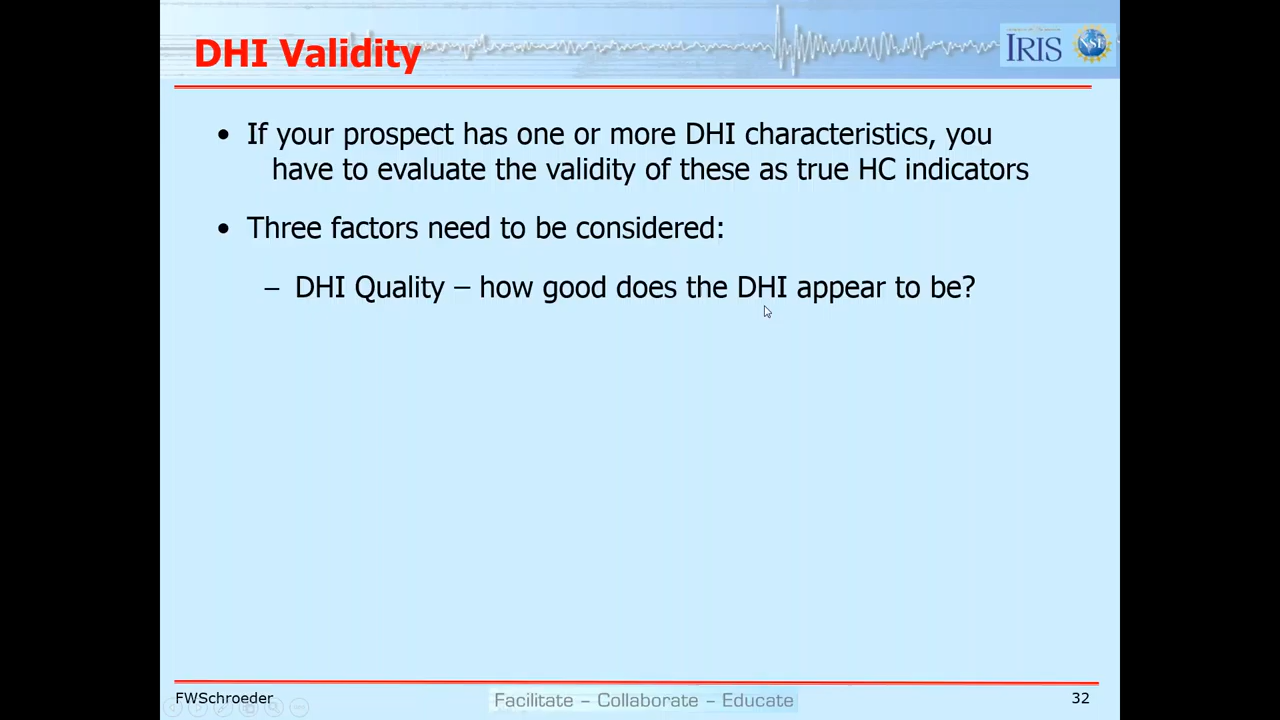 DHI Validity
IRIS
NSF
• If your prospect has one or more DHI characteristics, you
have to evaluate the validity of these as true HC indicators
• Three factors need to be considered:
– DHI Quality – how good does the DHI appear to be?
FWSchroeder
Facilitate – Collaborate – Educate
32